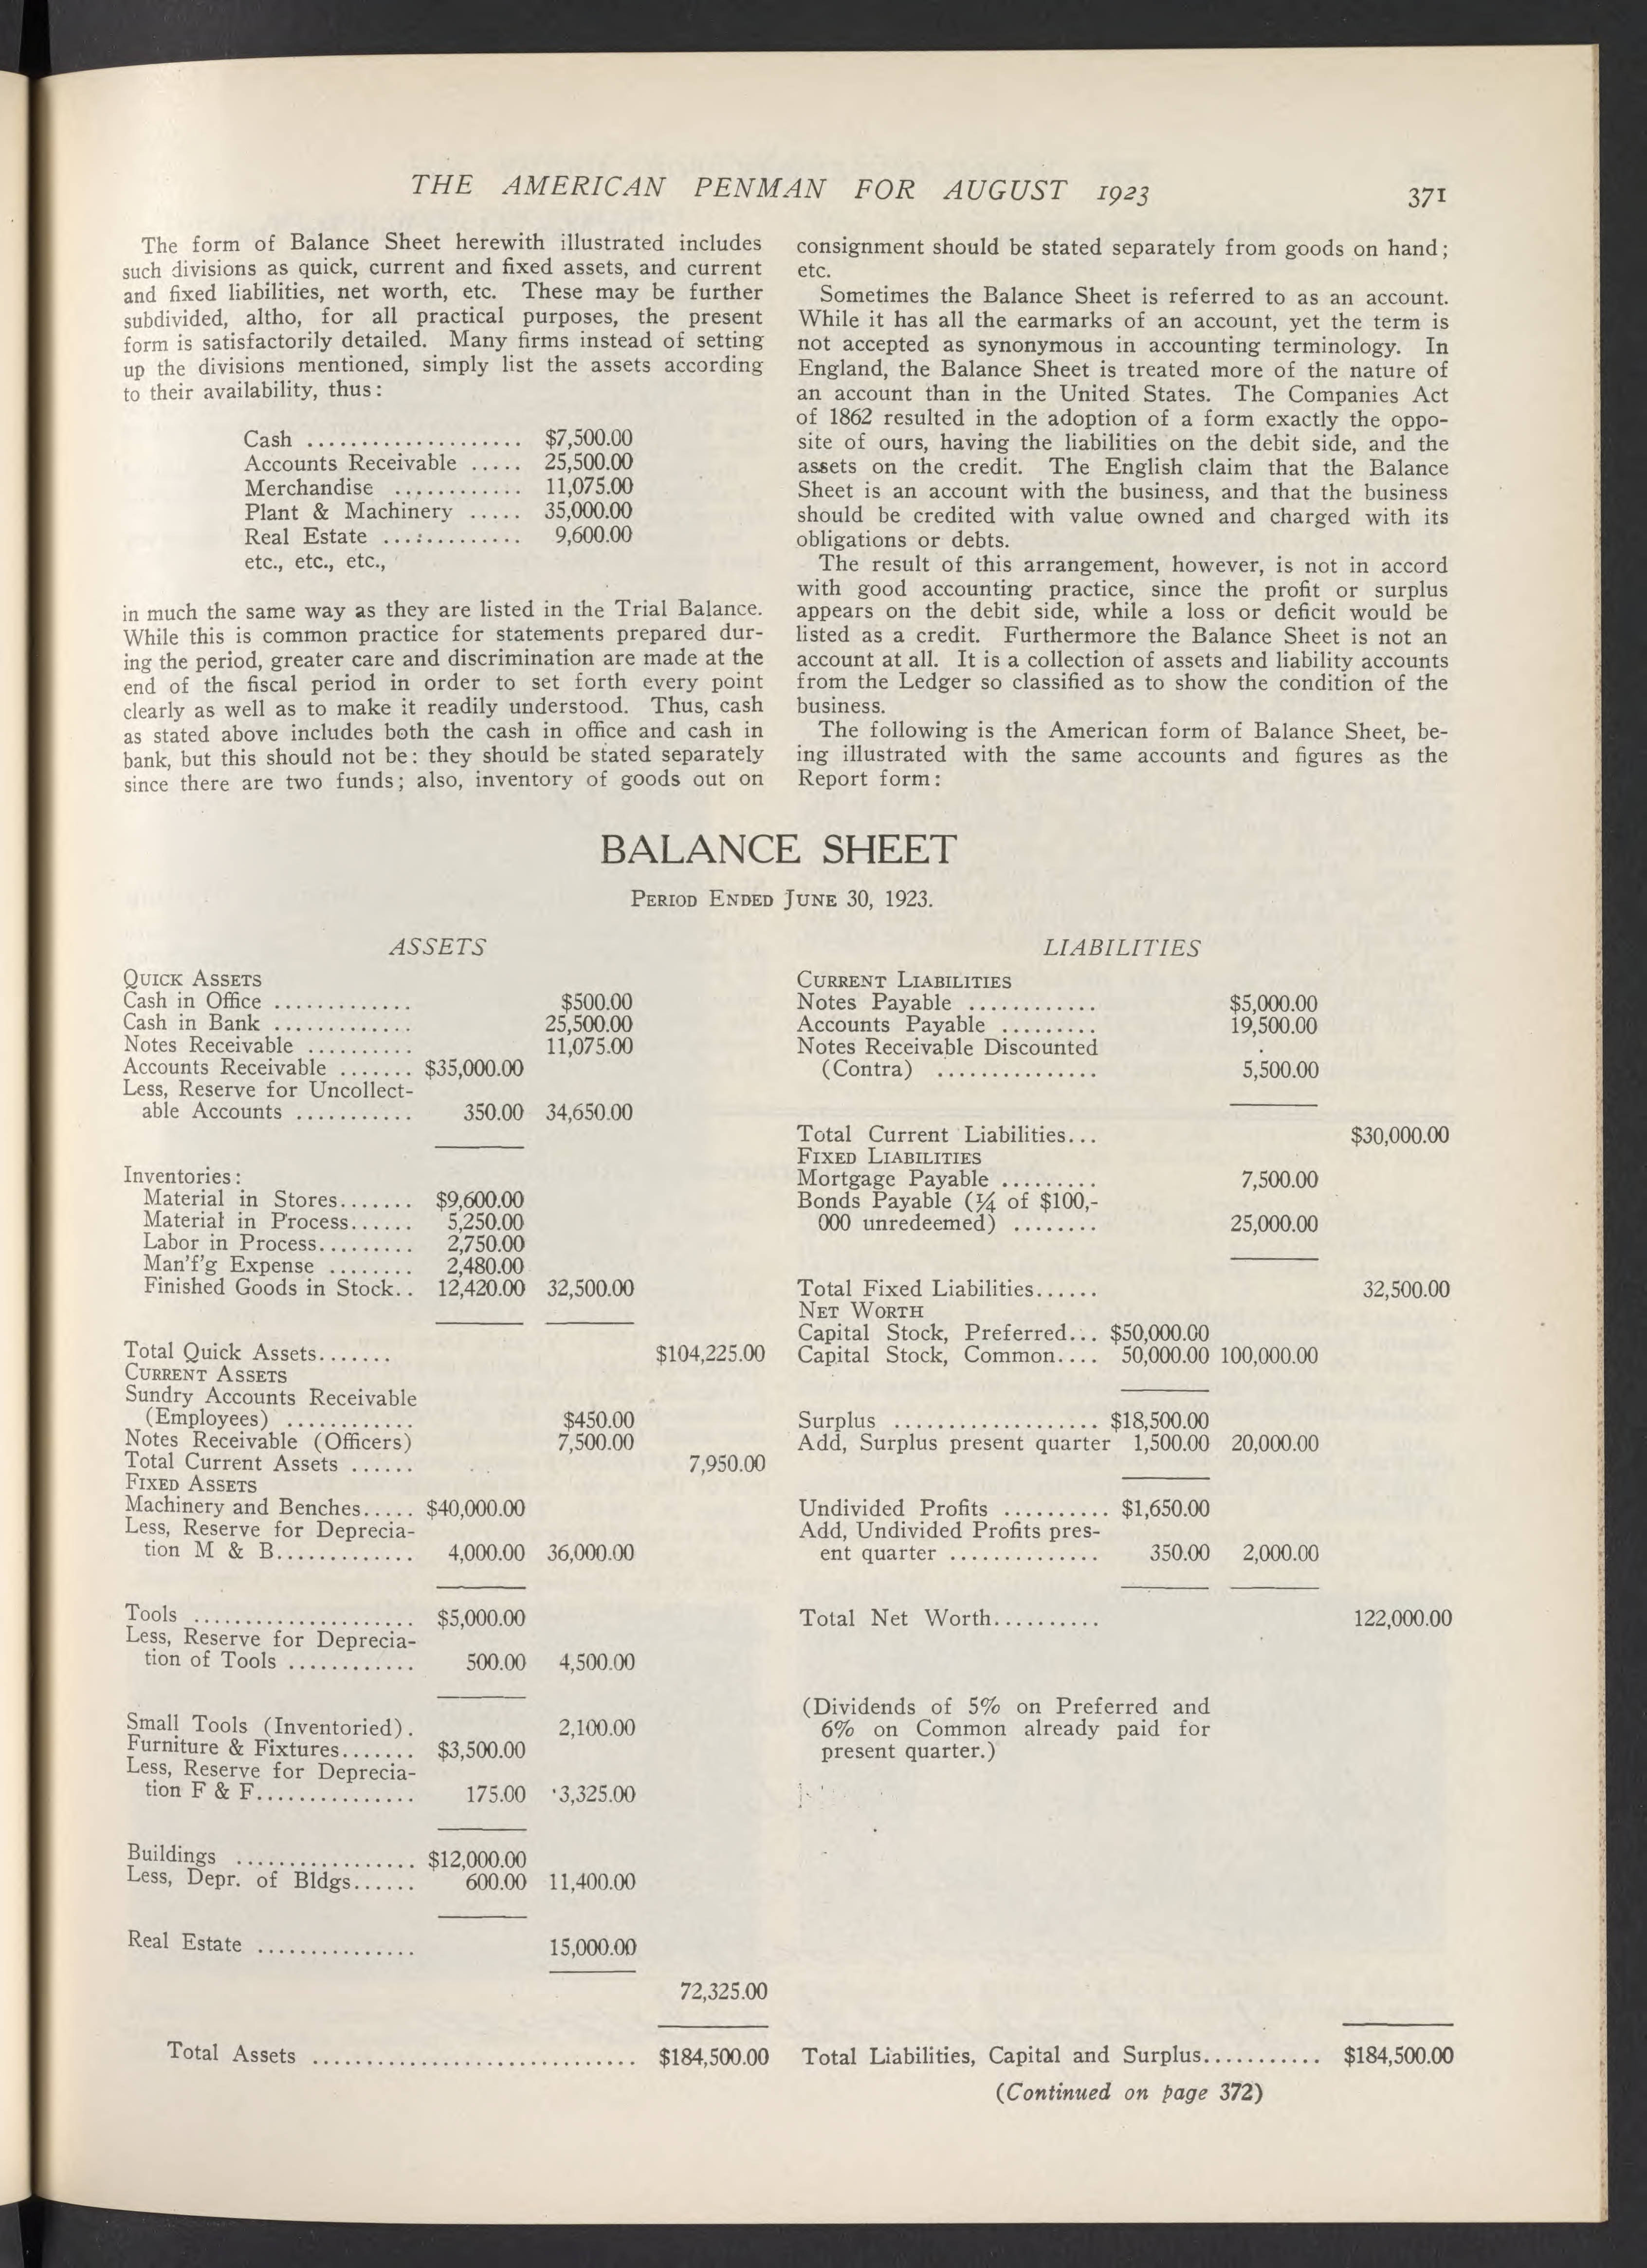 THE AMERICAN PENMAN FOR AUGUST 1923
371
The form of Balance Sheet herewith illustrated includes
such divisions as quick, current and fixed assets, and current
and fixed liabilities, net worth, etc. These may be further
subdivided, altho, for all practical purposes, the present
form is satisfactorily detailed. Many firms instead of setting
up the divisions mentioned, simply list the assets according
to their availability, thus:
Cash .................... $7,500.00
Accounts Receivable ..... 25,500.00
Merchandise ............ 11,075.00
Plant & Machinery ..... 35,000.00
Real Estate ............. 9,600.00
etc., etc., etc.,
in much the same way as they are listed in the Trial Balance.
While this is common practice for statements prepared dur-
ing the period, greater care and discrimination are made at the
end of the fiscal period in order to set forth every point
clearly as well as to make it readily understood. Thus, cash
as stated above includes both the cash in office and cash in
bank, but this should not be: they should be stated separately
since there are two funds; also, inventory of goods out on
consignment should be stated separately from goods on hand;
etc.
Sometimes the Balance Sheet is referred to as an account.
While it has all the earmarks of an account, yet the term is
not accepted as synonymous in accounting terminology. In
England, the Balance Sheet is treated more of the nature of
an account than in the United States. The Companies Act
of 1862 resulted in the adoption of a form exactly the oppo-
site of ours, having the liabilities on the debit side, and the
assets on the credit. The English claim that the Balance
Sheet is an account with the business, and that the business
should be credited with value owned and charged with its
obligations or debts.
The result of this arrangement, however, is not in accord
with good accounting practice, since the profit or surplus
appears on the debit side, while a loss or deficit would be
listed as a credit. Furthermore the Balance Sheet is not an
account at all. It is a collection of assets and liability accounts
from the Ledger so classified as to show the condition of the
business.
The following is the American form of Balance Sheet, be-
ing illustrated with the same accounts and figures as the
Report form:
BALANCE SHEET
PERIOD ENDED JUNE 30, 1923.
ASSETS
QUICK ASSETS
Cash in Office ............. $500.00
Cash in Bank ............. 25,500.00
Notes Receivable .......... 11,075.00
Accounts Receivable ....... $35,000.00
Less, Reserve for Uncollect-
able Accounts ........... 350.00 34,650.00
Inventories:
Material in Stores....... $9,600.00
Material in Process...... 5,250.00
Labor in Process......... 2,750.00
Man'f'g Expense ........ 2,480.00
Finished Goods in Stock.. 12,420.00 32,500.00
Total Quick Assets....... $104,225.00
CURRENT ASSETS
Sundry Accounts Receivable
(Employees) ............ $450.00
Notes Receivable (Officers) 7,500.00
Total Current Assets ...... 7,950.00
FIXED ASSETS
Machinery and Benches..... $40,000.00
Less, Reserve for Deprecia-
tion M & B............. 4,000.00 36,000.00
Tools ..................... $5,000.00
Less, Reserve for Deprecia-
tion of Tools ............ 500.00 4,500.00
Small Tools (Inventoried). 2,100.00
Furniture & Fixtures....... $3,500.00
Less, Reserve for Deprecia-
tion F & F............... 175.00 3,325.00
Buildings ................. $12,000.00
Less, Depr. of Bldgs...... 600.00 11,400.00
Real Estate ............... 15,000.00
72,325.00
Total Assets ............................... $184,500.00
LIABILITIES
CURRENT LIABILITIES
Notes Payable ............ $5,000.00
Accounts Payable ......... 19,500.00
Notes Receivable Discounted
(Contra) ............... 5,500.00
Total Current Liabilities... $30,000.00
FIXED LIABILITIES
Mortgage Payable ......... 7,500.00
Bonds Payable (¼ of $100,-
000 unredeemed) ........ 25,000.00
Total Fixed Liabilities...... 32,500.00
NET WORTH
Capital Stock, Preferred... $50,000.00
Capital Stock, Common.... 50,000.00 100,000.00
Surplus ................... $18,500.00
Add, Surplus present quarter 1,500.00 20,000.00
Undivided Profits .......... $1,650.00
Add, Undivided Profits pres-
ent quarter .............. 350.00 2,000.00
Total Net Worth.......... 122,000.00
(Dividends of 5% on Preferred and
6% on Common already paid for
present quarter.)
Total Liabilities, Capital and Surplus........... $184,500.00
(Continued on page 372)